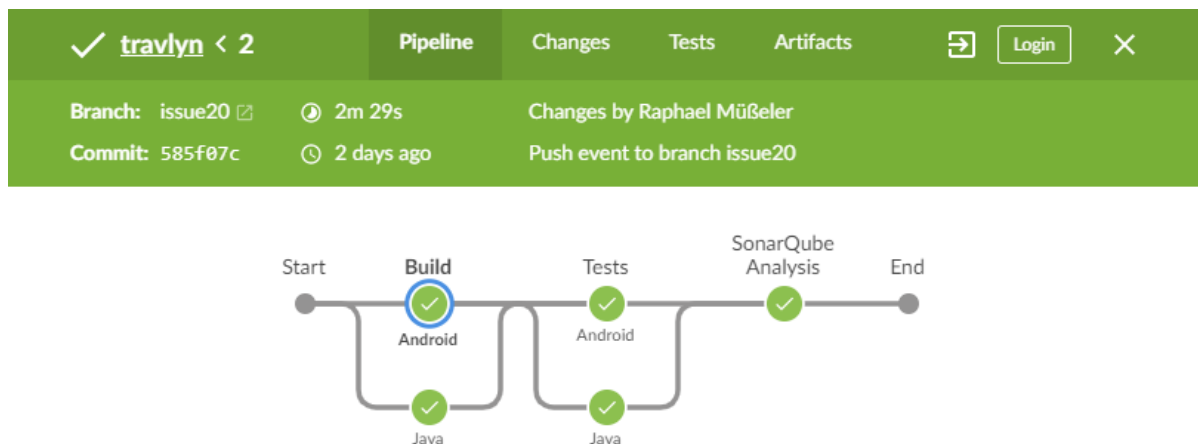 travlyn < 2 Pipeline Changes Tests Artifacts Login
Branch: issue20 2m 29s Changes by Raphael Müßeler
Commit: 585f07c 2 days ago Push event to branch issue20
SonarQube
Start Build Tests Analysis End
Android Android
Java Java